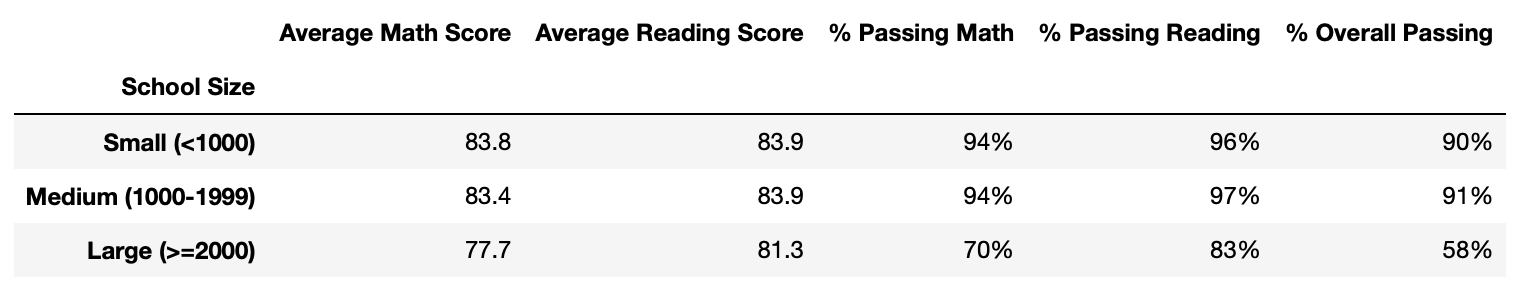 Average Math Score Average Reading Score % Passing Math % Passing Reading % Overall Passing
School Size
Small (<1000) 83.8 83.9 94% 96% 90%
Medium (1000-1999) 83.4 83.9 94% 97% 91%
Large (>=2000) 77.7 81.3 70% 83% 58%